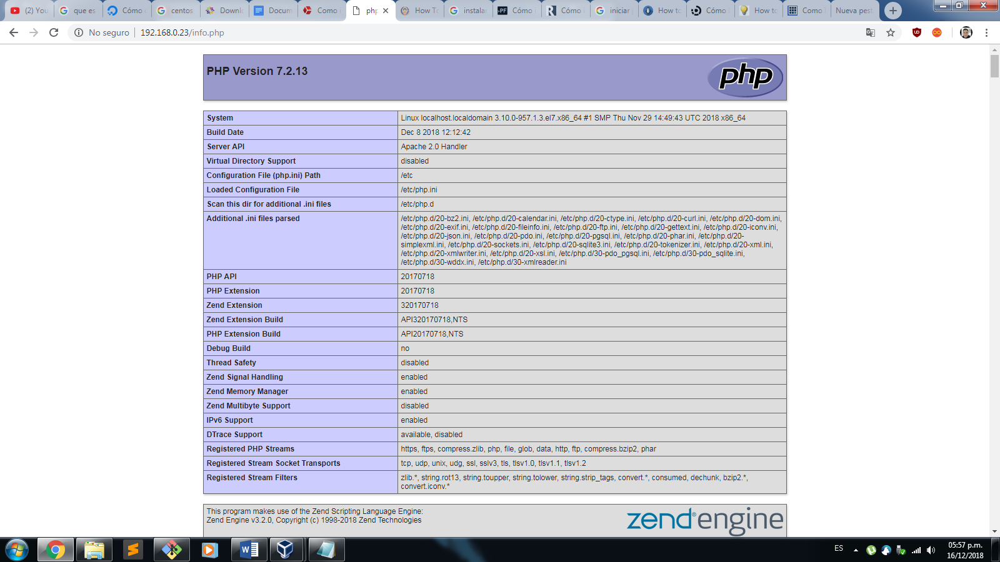 (2) You
que es
Cómo
centos
Downlo
Docum
Como
php
How To
instalar
Cómo
Cómo
iniciar
How to
Cómo
How to
Como
Nueva pest
No seguro
192.168.0.23/info.php
PHP Version 7.2.13
php
System
Linux localhost.localdomain 3.10.0-957.1.3.el7.x86_64 #1 SMP Thu Nov 29 14:49:43 UTC 2018 x86_64
Build Date
Dec 8 2018 12:12:42
Server API
Apache 2.0 Handler
Virtual Directory Support
disabled
Configuration File (php.ini) Path
/etc
Loaded Configuration File
/etc/php.ini
Scan this dir for additional .ini files
/etc/php.d
Additional .ini files parsed
/etc/php.d/20-bz2.ini, /etc/php.d/20-calendar.ini, /etc/php.d/20-ctype.ini, /etc/php.d/20-curl.ini, /etc/php.d/20-dom.ini,
/etc/php.d/20-exif.ini, /etc/php.d/20-fileinfo.ini, /etc/php.d/20-ftp.ini, /etc/php.d/20-gettext.ini, /etc/php.d/20-iconv.ini,
/etc/php.d/20-json.ini, /etc/php.d/20-pdo.ini, /etc/php.d/20-pgsql.ini, /etc/php.d/20-phar.ini, /etc/php.d/20-
simplexml.ini, /etc/php.d/20-sockets.ini, /etc/php.d/20-sqlite3.ini, /etc/php.d/20-tokenizer.ini, /etc/php.d/20-xml.ini,
/etc/php.d/20-xmlwriter.ini, /etc/php.d/20-xsl.ini, /etc/php.d/30-pdo_pgsql.ini, /etc/php.d/30-pdo_sqlite.ini,
/etc/php.d/30-wddx.ini, /etc/php.d/30-xmlreader.ini
PHP API
20170718
PHP Extension
20170718
Zend Extension
320170718
Zend Extension Build
API320170718,NTS
PHP Extension Build
API20170718,NTS
Debug Build
no
Thread Safety
disabled
Zend Signal Handling
enabled
Zend Memory Manager
enabled
Zend Multibyte Support
disabled
IPv6 Support
enabled
DTrace Support
available, disabled
Registered PHP Streams
https, ftps, compress.zlib, php, file, glob, data, http, ftp, compress.bzip2, phar
Registered Stream Socket Transports
tcp, udp, unix, udg, ssl, sslv3, tls, tlsv1.0, tlsv1.1, tlsv1.2
Registered Stream Filters
zlib.*, string.rot13, string.toupper, string.tolower, string.strip_tags, convert.*, consumed, dechunk, bzip2.*,
convert.iconv.*
This program makes use of the Zend Scripting Language Engine:
Zend Engine v3.2.0, Copyright (c) 1998-2018 Zend Technologies
zend® engine
ES
05:57 p.m.
16/12/2018